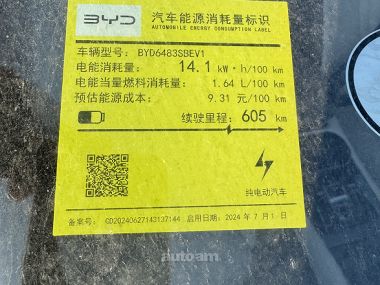 BYD 汽车能源消耗量标识
AUTOMOBILE ENERGY CONSUMPTION LABEL
车辆型号: BYD6483SBEV1
电能消耗量: 14.1 kW·h/100 km
电能当量燃料消耗量: 1.64 L/100 km
预估能源成本: 9.31 元/100 km
续驶里程: 605 km
纯电动汽车
备案号: CD20240627143137144 启用日期: 2024 年 7 月 1 日
autoam